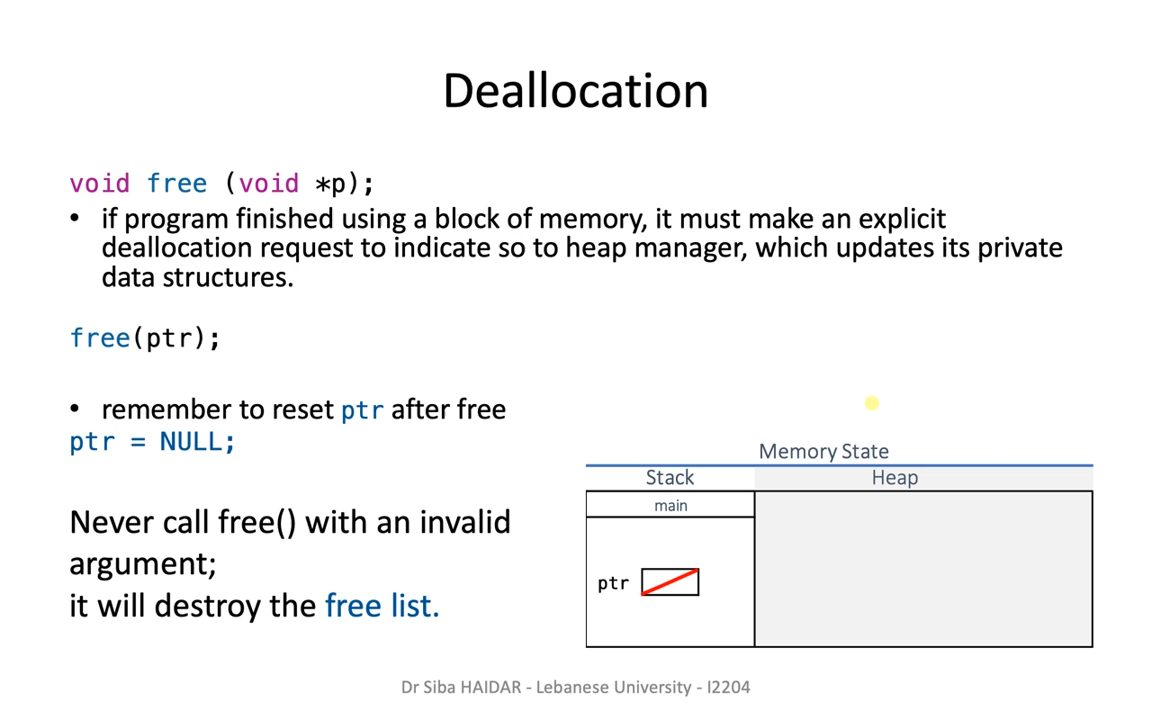 Deallocation
void free (void *p);
• if program finished using a block of memory, it must make an explicit
deallocation request to indicate so to heap manager, which updates its private
data structures.
free(ptr);
• remember to reset ptr after free
ptr = NULL;
Never call free() with an invalid
argument;
it will destroy the free list.
Memory State
Stack Heap
main
ptr
Dr Siba HAIDAR - Lebanese University - I2204